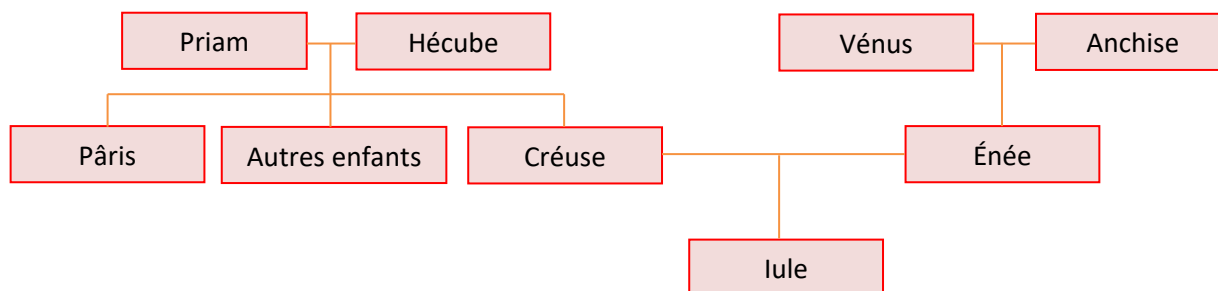 Priam
Hécube
Vénus
Anchise
Pâris
Autres enfants
Créuse
Énée
Iule